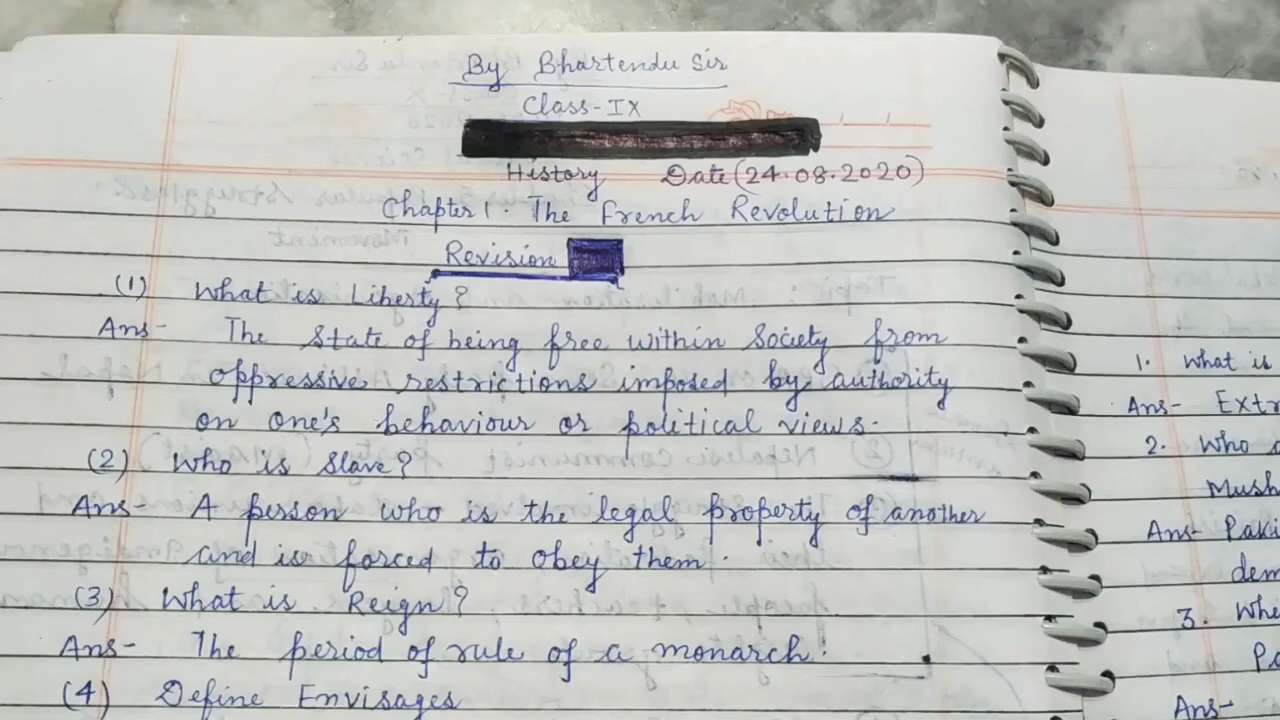 By Bhartendu Sir
Class-IX
History Date (24.08.2020)
Chapter 1. The French Revolution
Revision
(1) What is Liberty?
Ans- The State of being free within Society from
oppressive restrictions imposed by authority
on one's behaviour or political views.
(2) Who is Slave?
Ans- A person who is the legal property of another
and is forced to obey them.
(3) What is Reign?
Ans- The period of rule of a monarch.
(4) Define Envisages
1. What is
Ans- Extr
2. Who
Mush
Ans- Paki
dem
3. Whe
Ans-